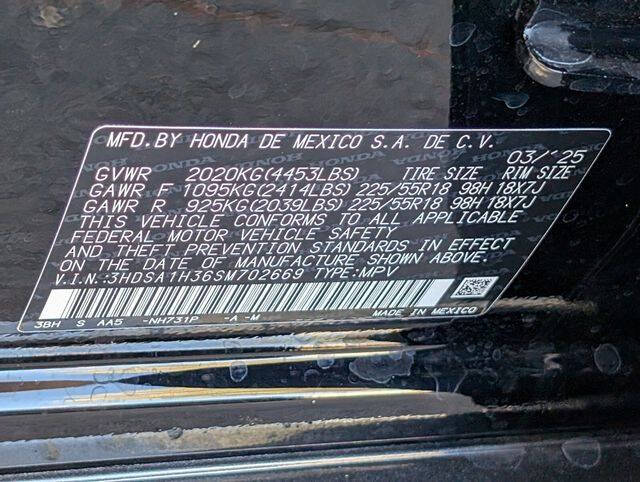 MFD.BY HONDA DE MEXICO S.A. DE C.V.
03/'25
GVWR 2020KG(4453LBS) TIRE SIZE RIM SIZE
GAWR F 1095KG(2414LBS) 225/55R18 98H 18X7J
GAWR R 925KG(2039LBS) 225/55R18 98H 18X7J
THIS VEHICLE CONFORMS TO ALL APPLICABLE
FEDERAL MOTOR VEHICLE SAFETY
AND THEFT PREVENTION STANDARDS IN EFFECT
ON THE DATE OF MANUFACTURE SHOWN ABOVE.
V.I.N.:3HDSA1H36SM702669 TYPE:MPV
3BH S AA5 -NH731P -A -M MADE IN MEXICO